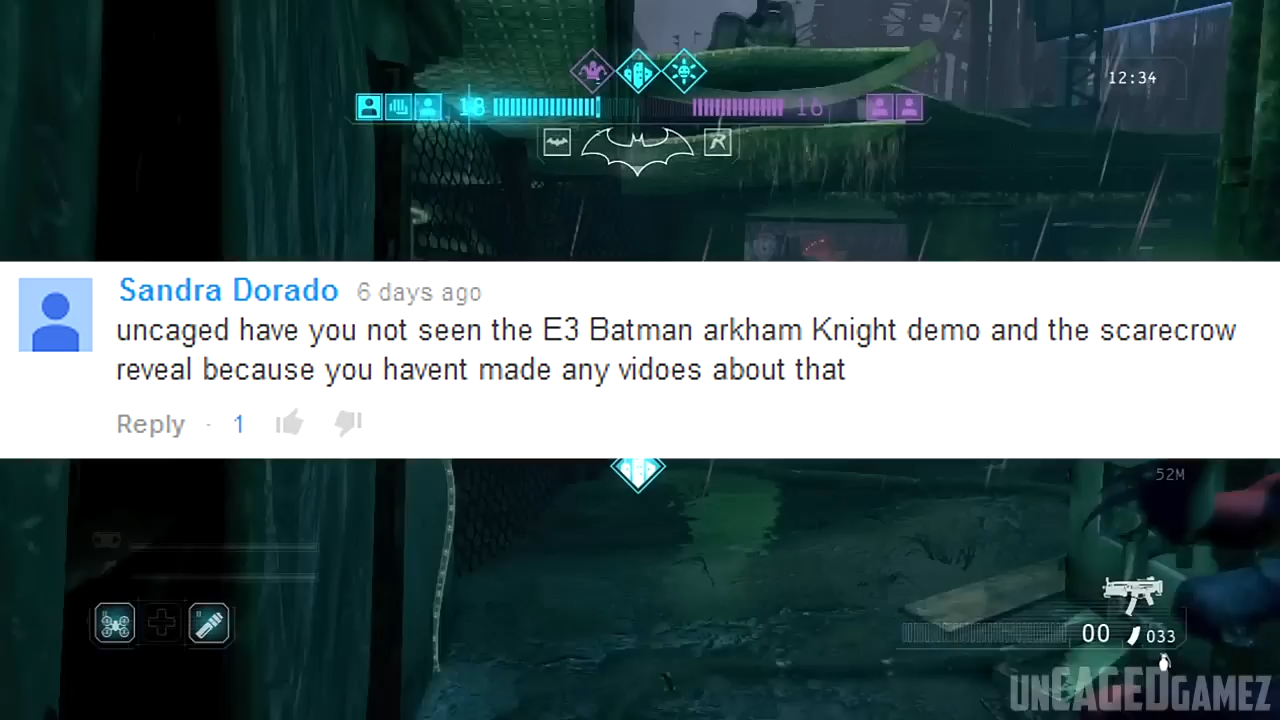 12:34
18
16
Sandra Dorado 6 days ago
uncaged have you not seen the E3 Batman arkham Knight demo and the scarecrow
reveal because you havent made any vidoes about that
Reply · 1
52M
00
033
UNCAGEDGAMEZ